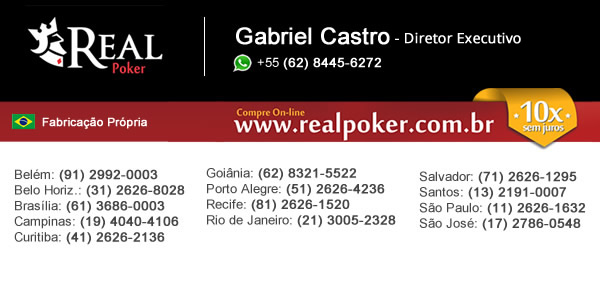 REAL
Poker
Gabriel Castro - Diretor Executivo
+55 (62) 8445-6272
Fabricação Própria
Compre On-line
www.realpoker.com.br
10x
sem juros
Belém: (91) 2992-0003
Belo Horiz.: (31) 2626-8028
Brasília: (61) 3686-0003
Campinas: (19) 4040-4106
Curitiba: (41) 2626-2136
Goiânia: (62) 8321-5522
Porto Alegre: (51) 2626-4236
Recife: (81) 2626-1520
Rio de Janeiro: (21) 3005-2328
Salvador: (71) 2626-1295
Santos: (13) 2191-0007
São Paulo: (11) 2626-1632
São José: (17) 2786-0548